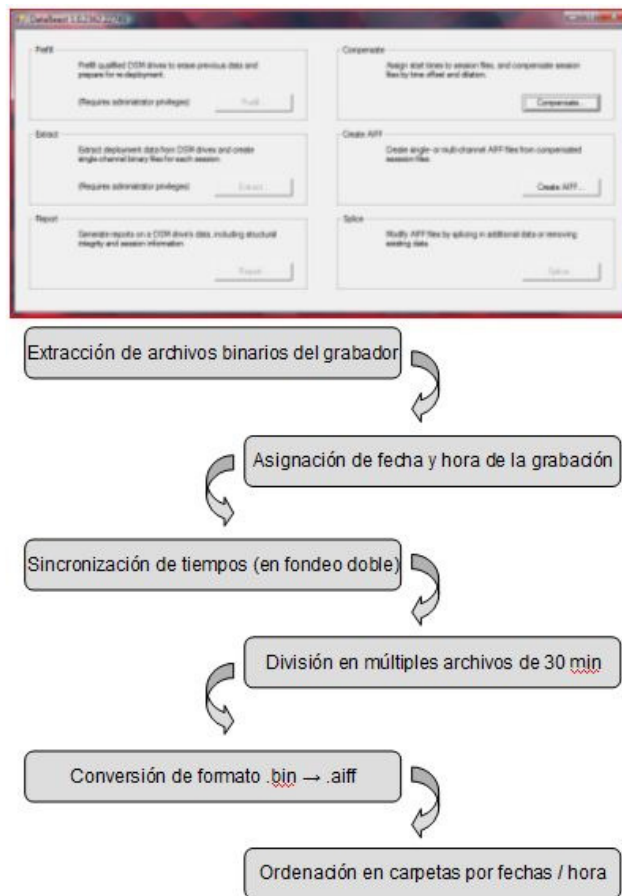 DataBeast 1.0.2362.22743
Prefill
Prefill qualified DSM drives to erase previous data and
prepare for re-deployment.
(Requires administrator privileges)
Prefill...
Extract
Extract deployment data from DSM drives and create
single-channel binary files for each session.
(Requires administrator privileges)
Extract...
Report
Generate reports on a DSM drive's data, including structural
integrity and session information.
Report...
Compensate
Assign start times to session files, and compensate session
files by time offset and dilation.
Compensate...
Create AIFF
Create single- or multi-channel AIFF files from compensated
session files.
Create AIFF...
Splice
Modify AIFF files by splicing in additional data or removing
existing data.
Splice
Extracción de archivos binarios del grabador
Asignación de fecha y hora de la grabación
Sincronización de tiempos (en fondeo doble)
División en múltiples archivos de 30 min
Conversión de formato .bin → .aiff
Ordenación en carpetas por fechas / hora